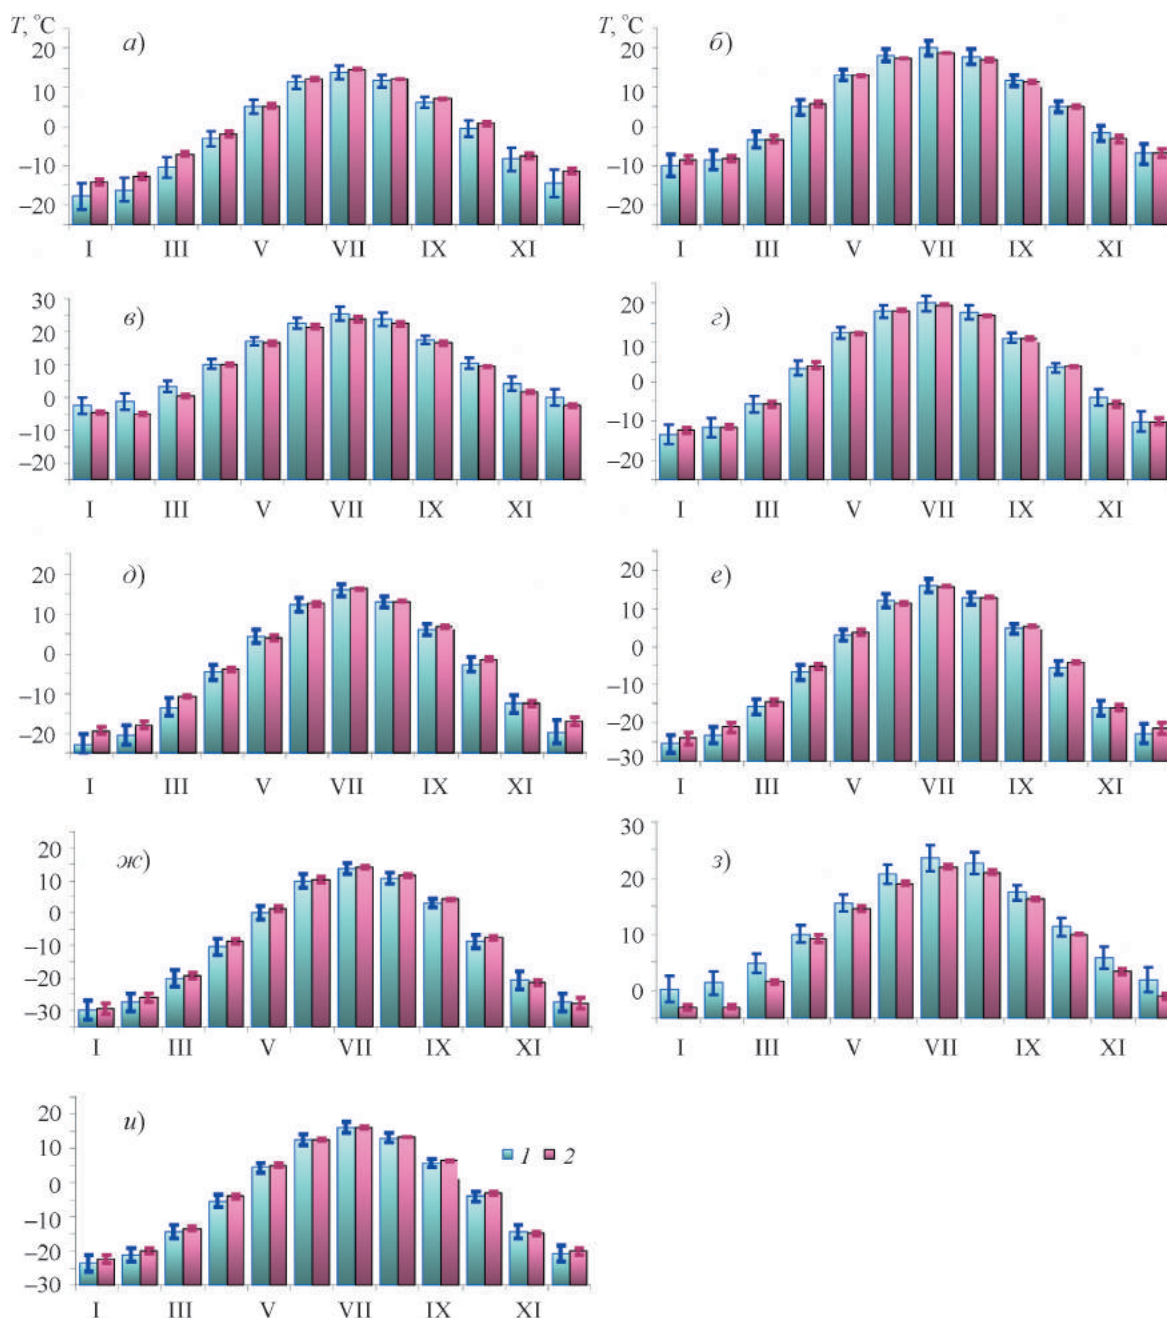 T, °C а) T, °C б)
20 20
10 10
0 0
–10 –10
–20 –20
I III V VII IX XI I III V VII IX XI
30 в) г)
20 20
10 10
0 0
–10 –10
–20 –20
I III V VII IX XI I III V VII IX XI
д) е)
20 20
10 10
0 0
–10 –10
–20 –20
–30
I III V VII IX XI I III V VII IX XI
ж) з)
20 30
10 20
0 10
–10 0
–20
–30
I III V VII IX XI I III V VII IX XI
и)
20
10
0
–10
–20
–30
1 2
I III V VII IX XI